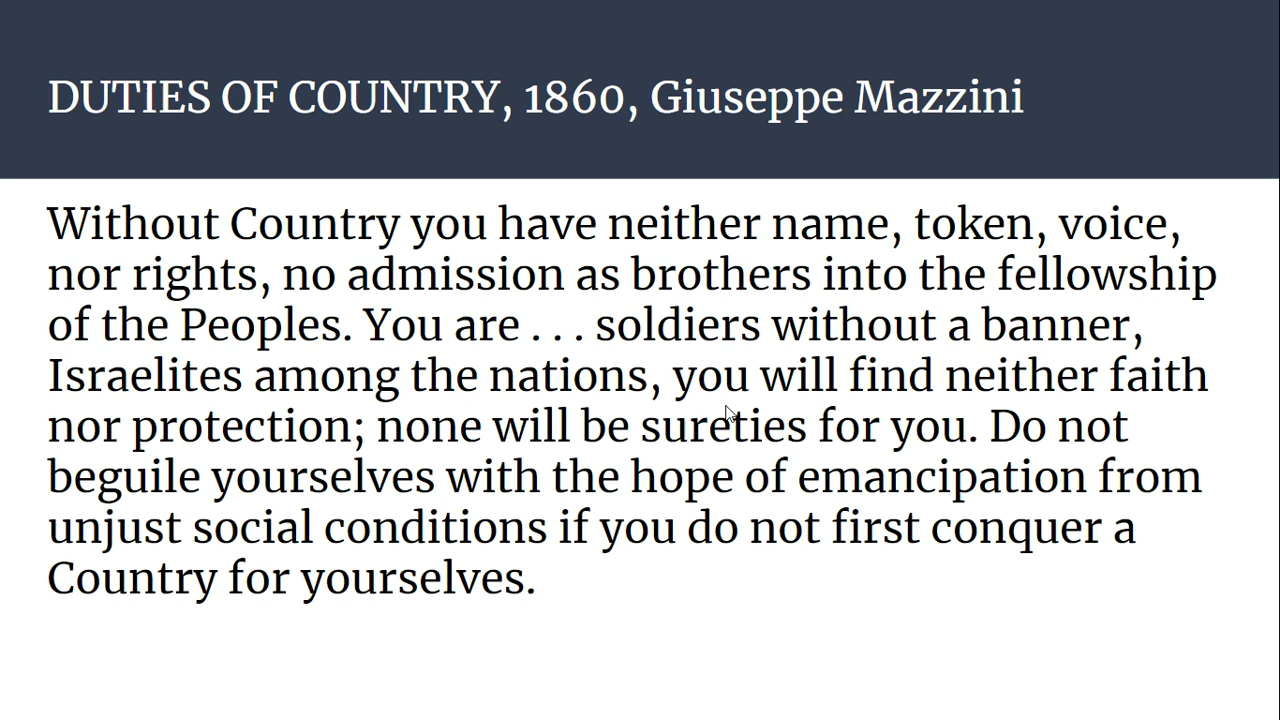 DUTIES OF COUNTRY, 1860, Giuseppe Mazzini
Without Country you have neither name, token, voice,
nor rights, no admission as brothers into the fellowship
of the Peoples. You are . . . soldiers without a banner,
Israelites among the nations, you will find neither faith
nor protection; none will be sureties for you. Do not
beguile yourselves with the hope of emancipation from
unjust social conditions if you do not first conquer a
Country for yourselves.